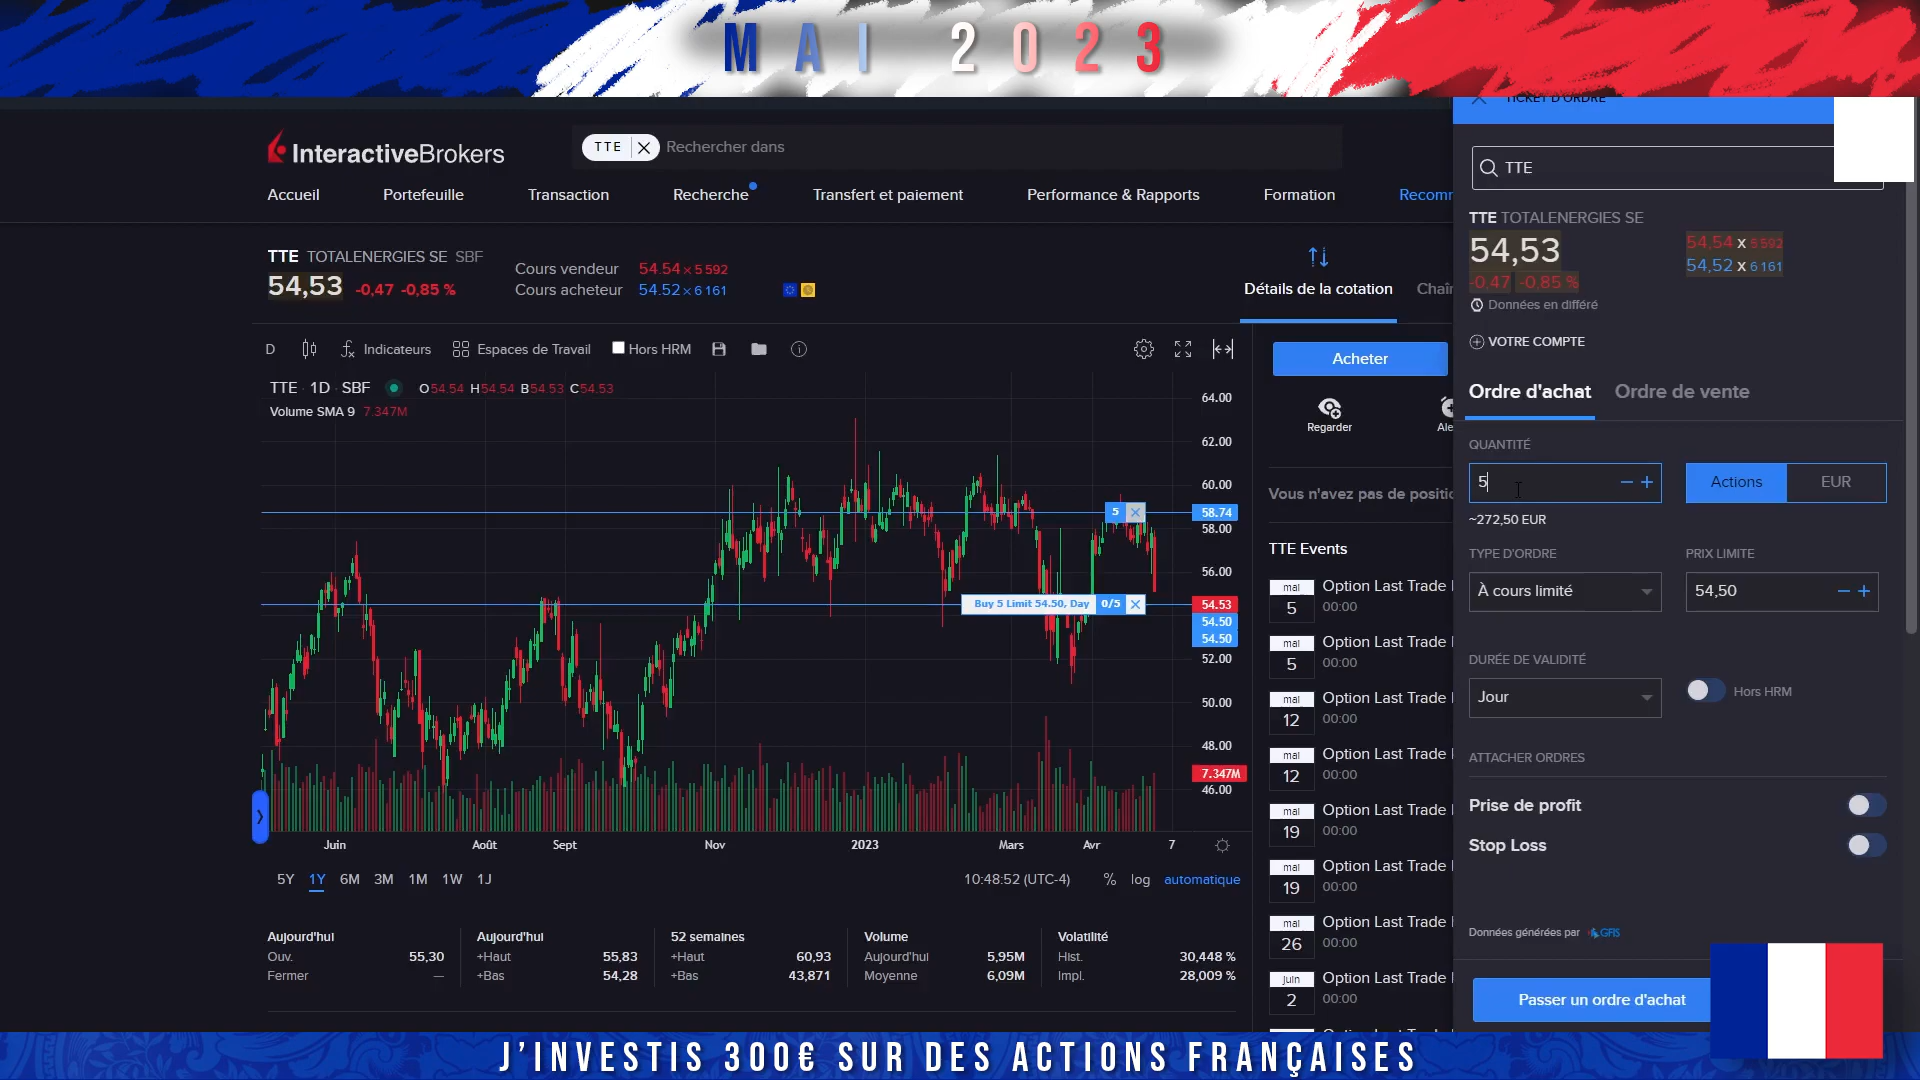 MAI 2023
TICKET D'ORDRE
InteractiveBrokers
TTE
Rechercher dans
TTE
Accueil
Portefeuille
Transaction
Recherche
Transfert et paiement
Performance & Rapports
Formation
Recomm
TTE TOTALENERGIES SE SBF
54,53 -0,47 -0,85 %
Cours vendeur 54.54 × 5 592
Cours acheteur 54.52 × 6 161
Détails de la cotation
Chaîn
TTE TOTALENERGIES SE
54,53
-0,47 -0,85 %
54,54 x 5 592
54,52 x 6 161
Données en différé
VOTRE COMPTE
D
Indicateurs
Espaces de Travail
Hors HRM
Acheter
Regarder
Ale
Ordre d'achat
Ordre de vente
TTE · 1D · SBF
O54.54 H54.54 B54.53 C54.53
Volume SMA 9 7.347M
64.00
62.00
60.00
58.74
58.00
56.00
54.53
54.50
54.50
52.00
50.00
48.00
7.347M
46.00
5
Buy 5 Limit 54.50, Day 0/5
QUANTITÉ
5
Actions
EUR
~272,50 EUR
TYPE D'ORDRE
PRIX LIMITE
À cours limité
54,50
DURÉE DE VALIDITÉ
Jour
Hors HRM
ATTACHER ORDRES
Prise de profit
Stop Loss
Données générées par GFIS
Passer un ordre d'achat
Vous n'avez pas de positio
TTE Events
mai 5 Option Last Trade
00:00
mai 5 Option Last Trade
00:00
mai 12 Option Last Trade
00:00
mai 12 Option Last Trade
00:00
mai 19 Option Last Trade
00:00
mai 19 Option Last Trade
00:00
mai 26 Option Last Trade
00:00
juin 2 Option Last Trade
00:00
Juin Août Sept Nov 2023 Mars Avr 7
5Y 1Y 6M 3M 1M 1W 1J
10:48:52 (UTC-4)
% log automatique
Aujourd'hui
Ouv. 55,30
Fermer —
Aujourd'hui
+Haut 55,83
+Bas 54,28
52 semaines
+Haut 60,93
+Bas 43,871
Volume
Aujourd'hui 5,95M
Moyenne 6,09M
Volatilité
Hist. 30,448 %
Impl. 28,009 %
J'INVESTIS 300€ SUR DES ACTIONS FRANÇAISES